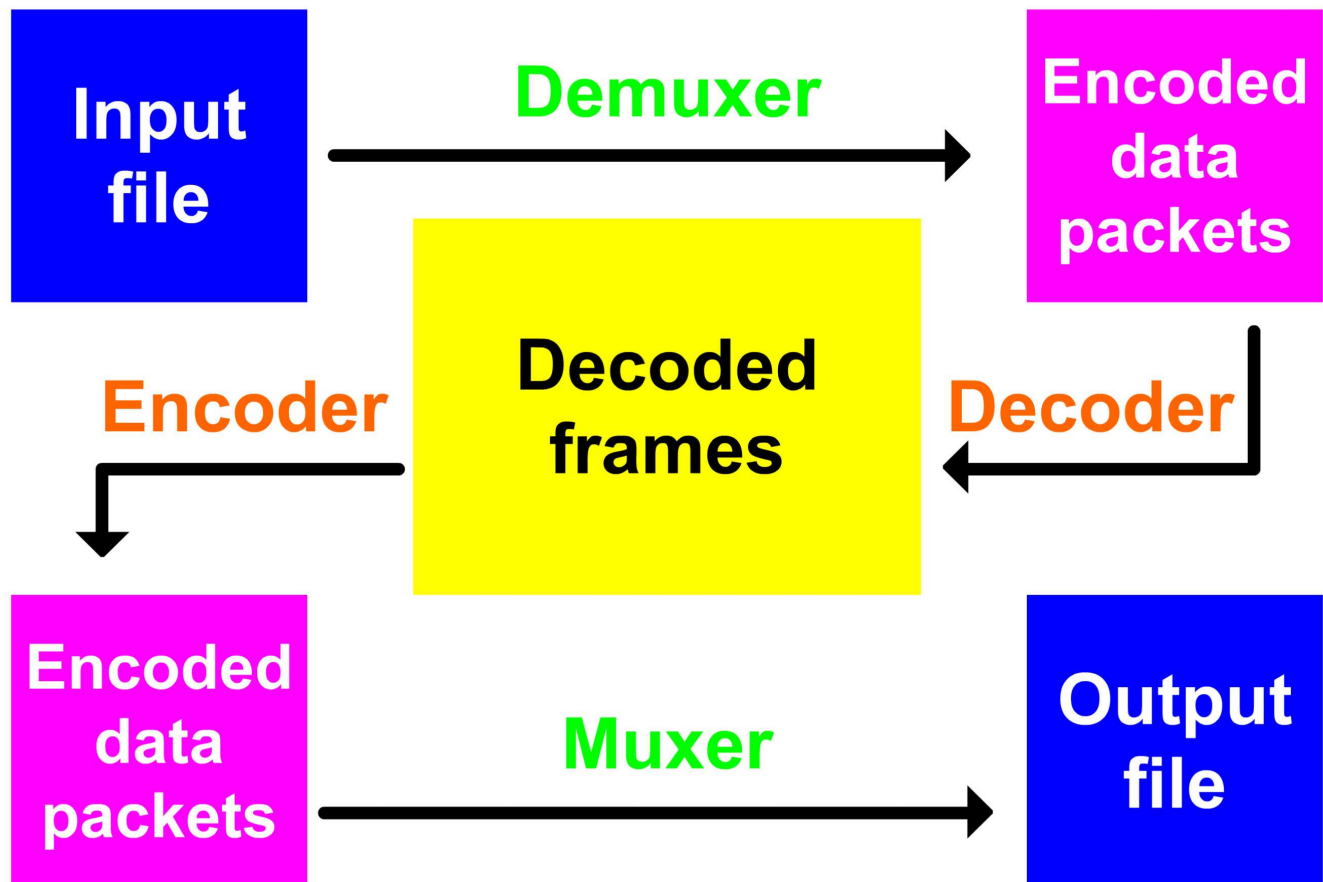 Input
file
Demuxer
Encoded
data
packets
Encoder
Decoded
frames
Decoder
Encoded
data
packets
Muxer
Output
file